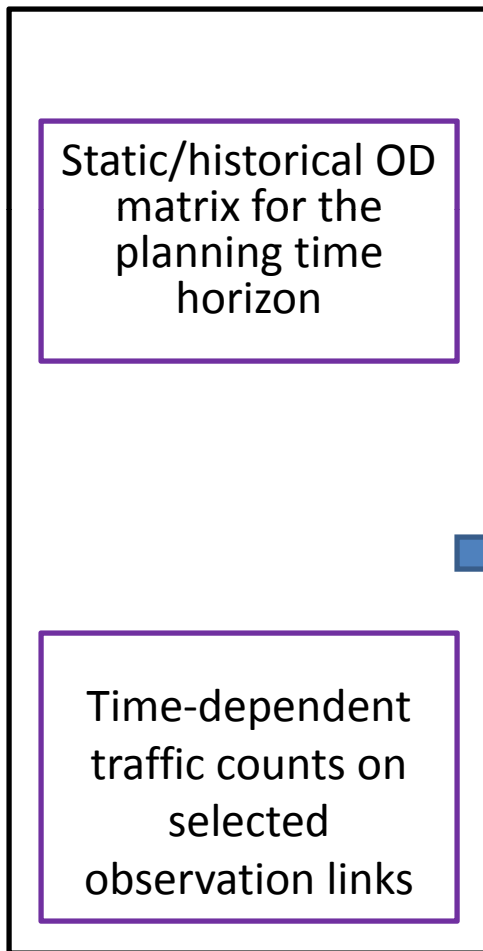 Static/historical OD
matrix for the
planning time
horizon
Time-dependent
traffic counts on
selected
observation links